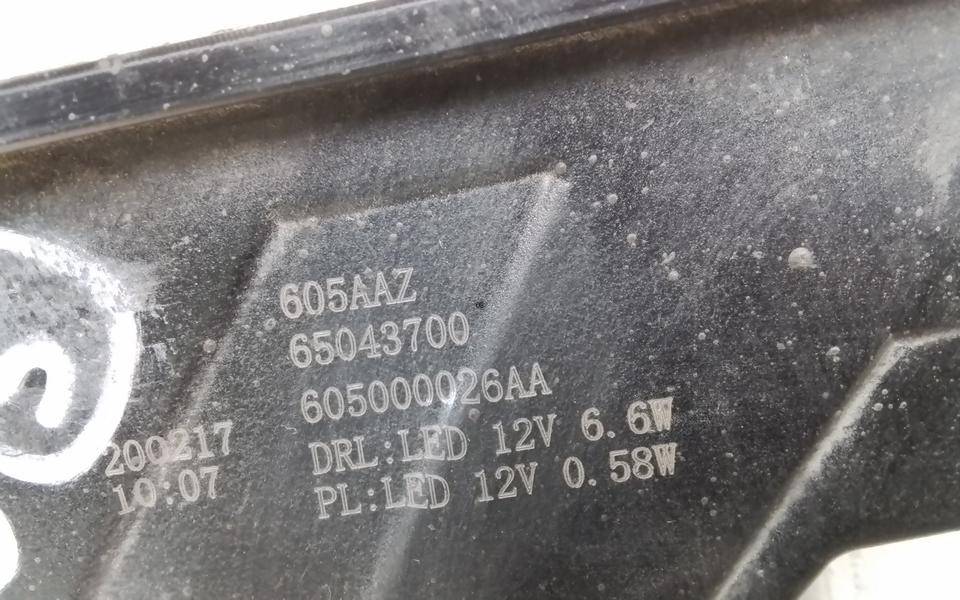 605AAZ
65043700
605000026AA
DRL:LED 12V 6.6W
PL:LED 12V 0.58W
200217
10:07